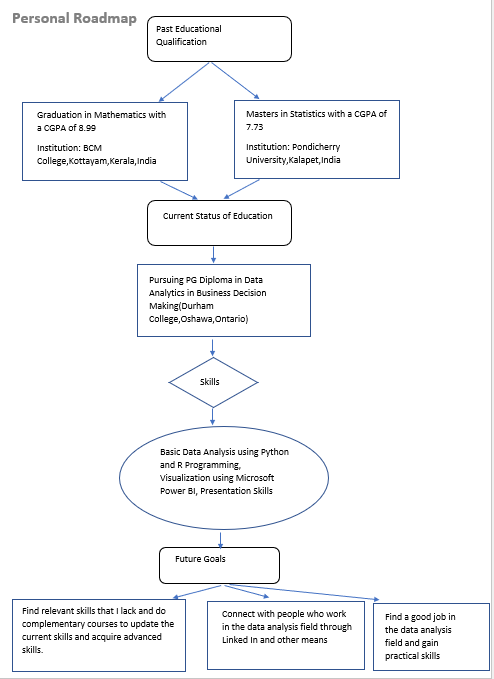 Personal Roadmap
Past Educational
Qualification
Graduation in Mathematics with
a CGPA of 8.99
Institution: BCM
College,Kottayam,Kerala,India
Masters in Statistics with a CGPA of
7.73
Institution: Pondicherry
University,Kalapet,India
Current Status of Education
Pursuing PG Diploma in Data
Analytics in Business Decision
Making(Durham
College,Oshawa,Ontario)
Skills
Basic Data Analysis using Python
and R Programming,
Visualization using Microsoft
Power BI, Presentation Skills
Future Goals
Find relevant skills that I lack and do
complementary courses to update the
current skills and acquire advanced
skills.
Connect with people who work
in the data analysis field through
Linked In and other means
Find a good job in
the data analysis
field and gain
practical skills